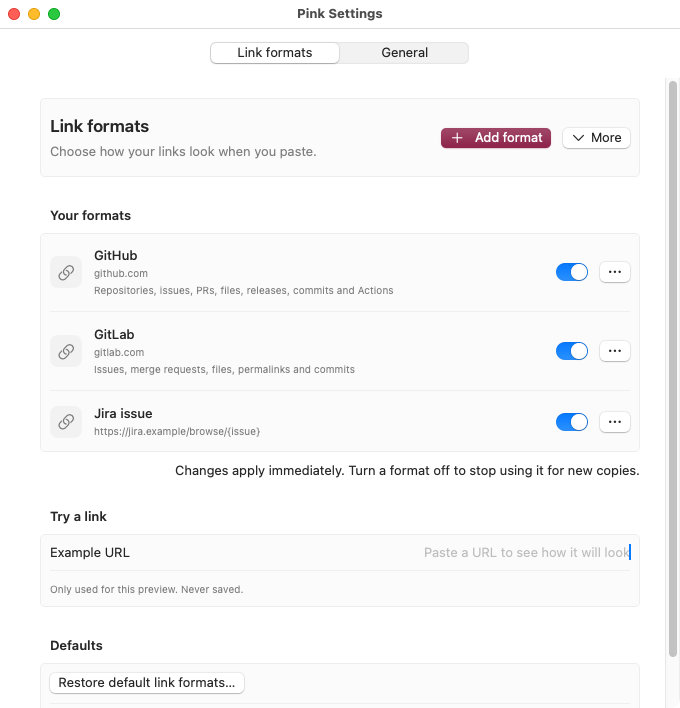 Pink Settings
Link formats
General
Link formats
Choose how your links look when you paste.
Add format
More
Your formats
GitHub
github.com
Repositories, issues, PRs, files, releases, commits and Actions
GitLab
gitlab.com
Issues, merge requests, files, permalinks and commits
Jira issue
https://jira.example/browse/{issue}
Changes apply immediately. Turn a format off to stop using it for new copies.
Try a link
Example URL
Paste a URL to see how it will look
Only used for this preview. Never saved.
Defaults
Restore default link formats...